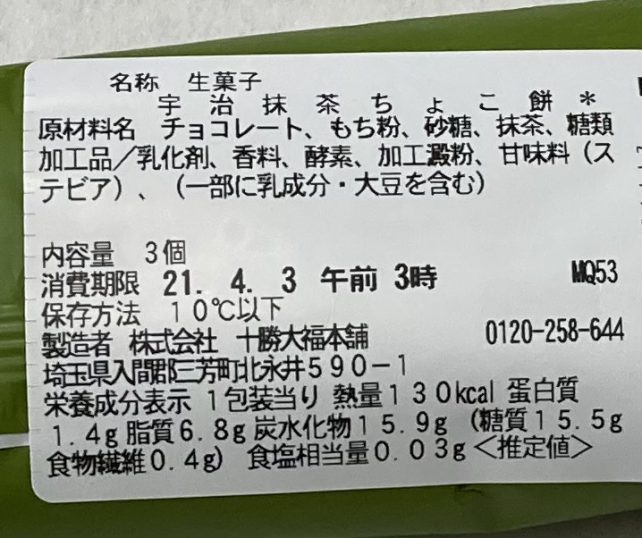 名称　生菓子
宇治抹茶ちょこ餅＊
原材料名　チョコレート、もち粉、砂糖、抹茶、糖類
加工品／乳化剤、香料、酵素、加工澱粉、甘味料（ス
テビア）、（一部に乳成分・大豆を含む）
内容量　３個
消費期限　21. 4. 3 午前 3時　MQ53
保存方法　１０℃以下
製造者　株式会社　十勝大福本舗　0120-258-644
埼玉県入間郡三芳町北永井５９０－１
栄養成分表示 １包装当り 熱量１３０kcal 蛋白質
１.４g 脂質６.８g 炭水化物１５.９g （糖質１５.５g
食物繊維０.４g） 食塩相当量０.０３g＜推定値＞